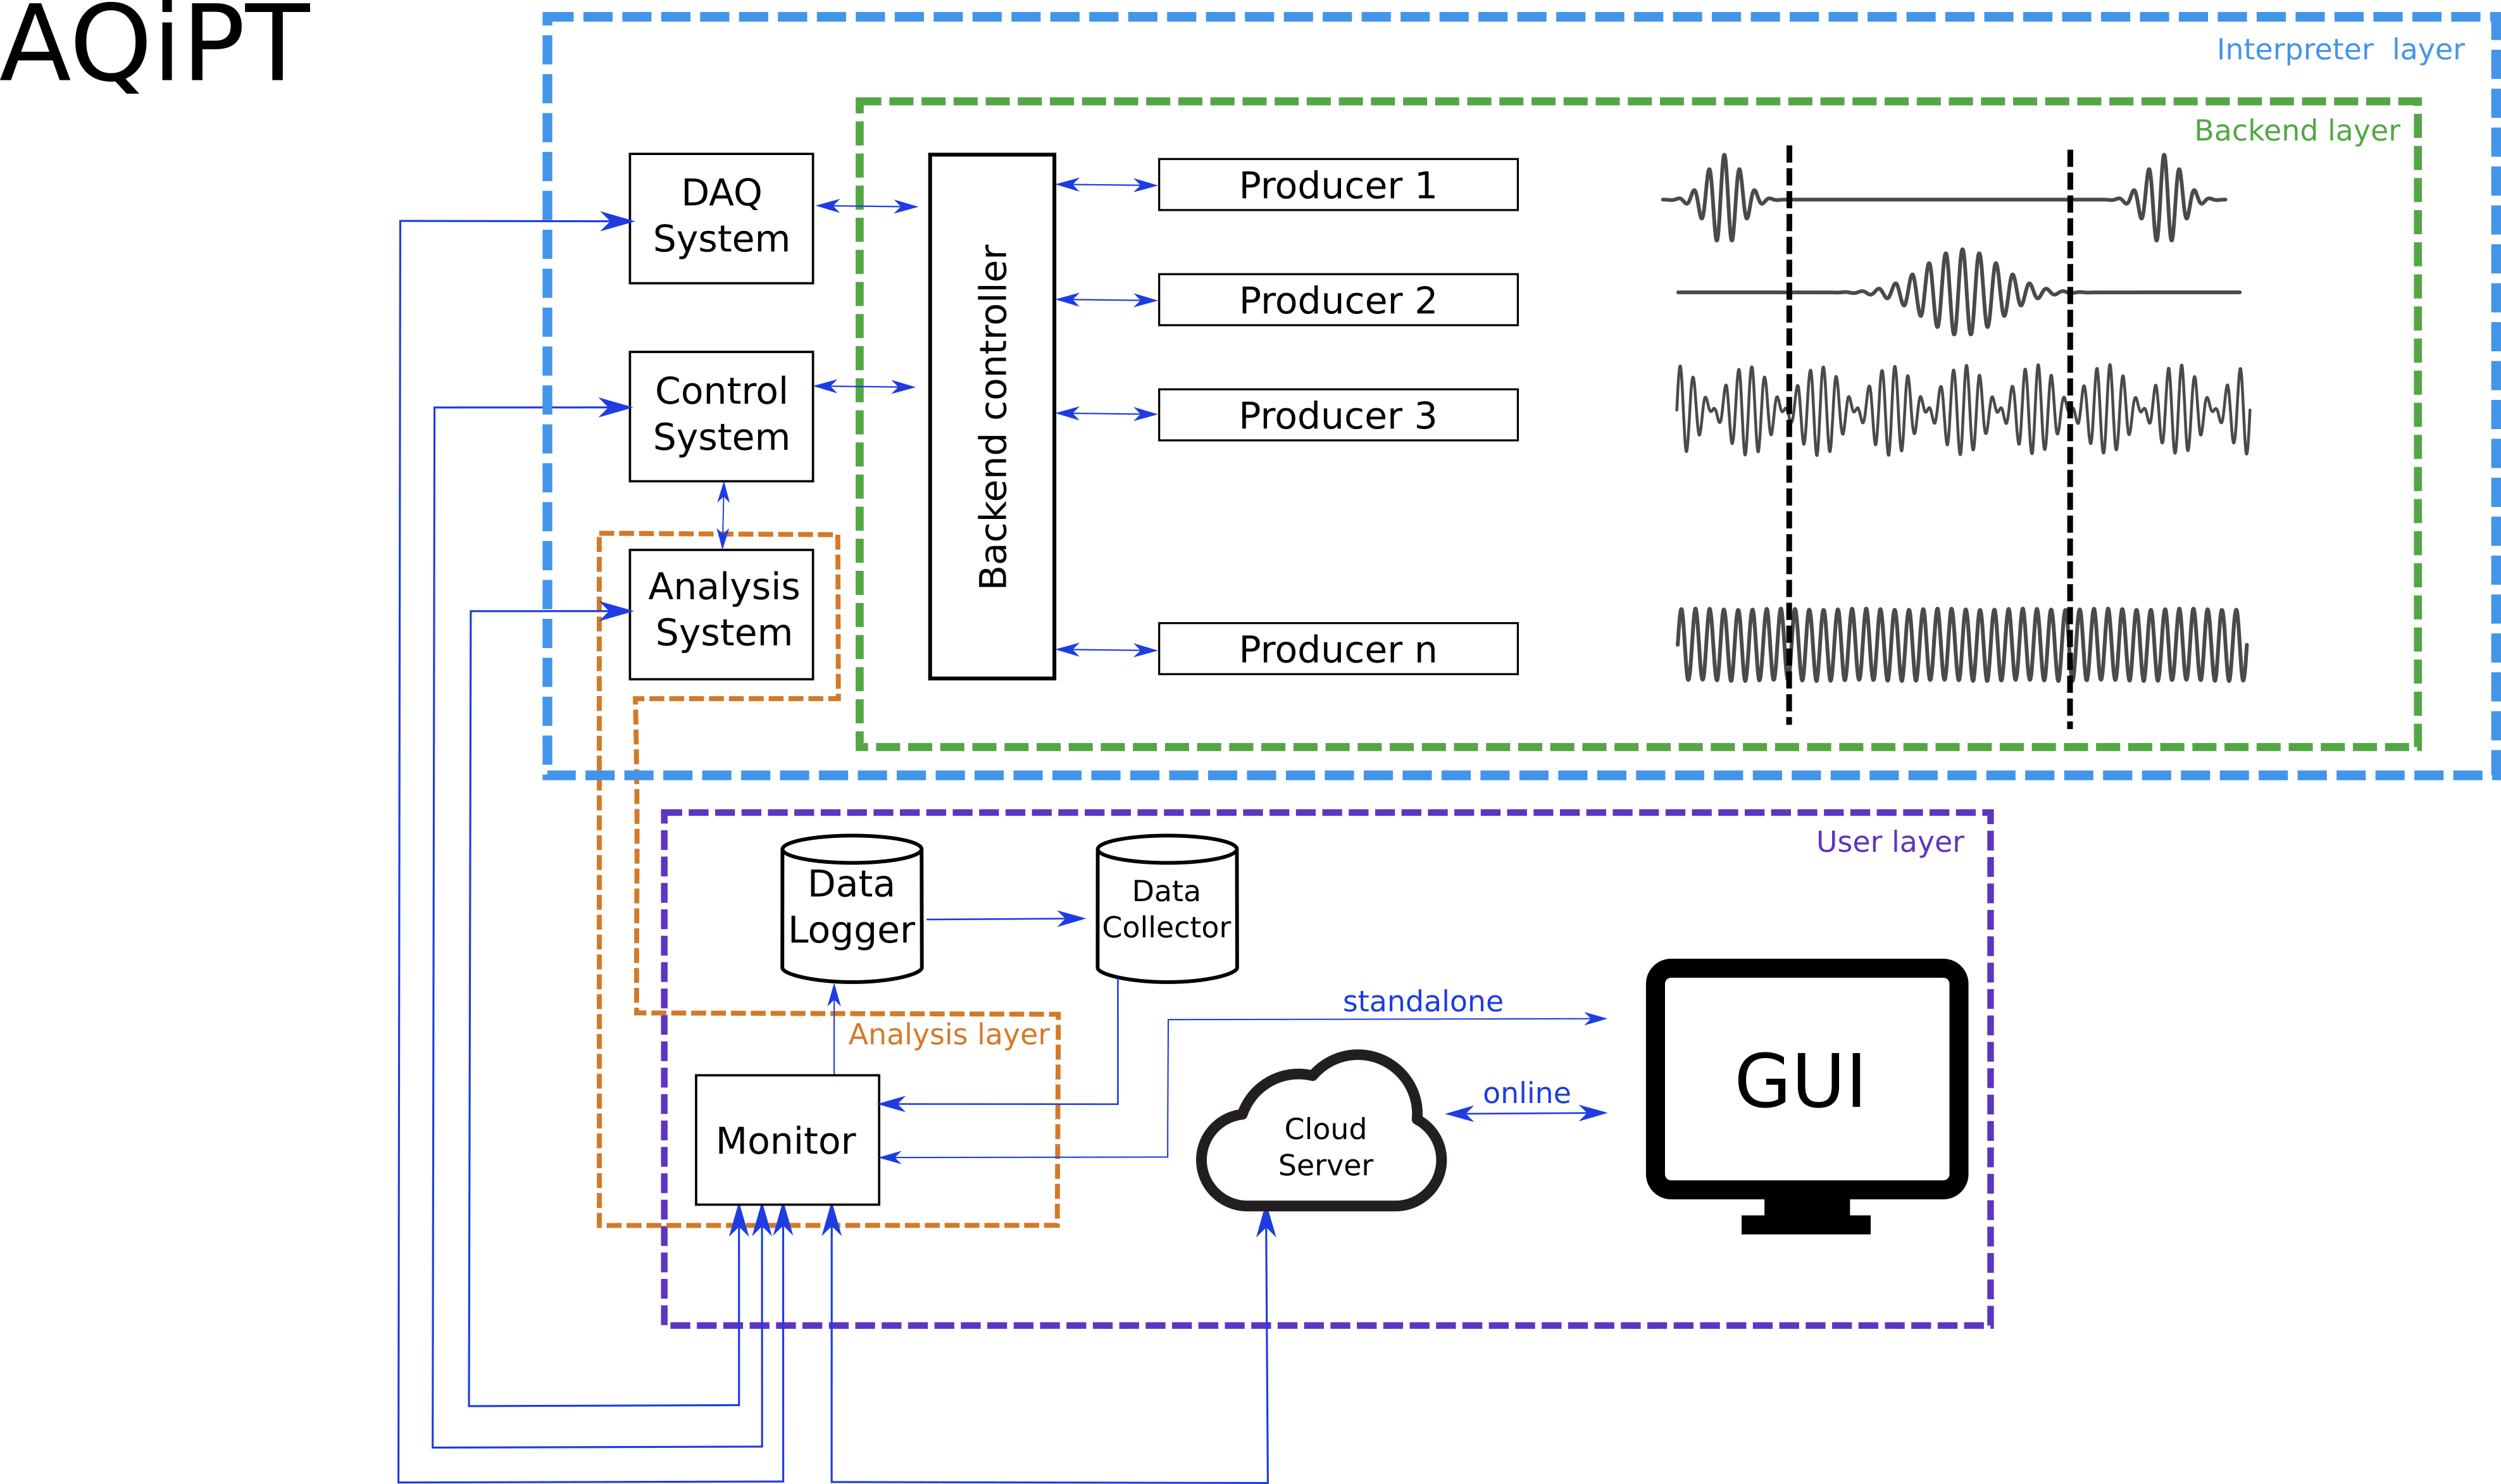 AQiPT
Interpreter  layer
Backend layer
DAQ
System
Control
System
Analysis
System
Backend controller
Producer 1
Producer 2
Producer 3
Producer n
User layer
Data
Logger
Data
Collector
Analysis layer
Monitor
standalone
online
Cloud
Server
GUI